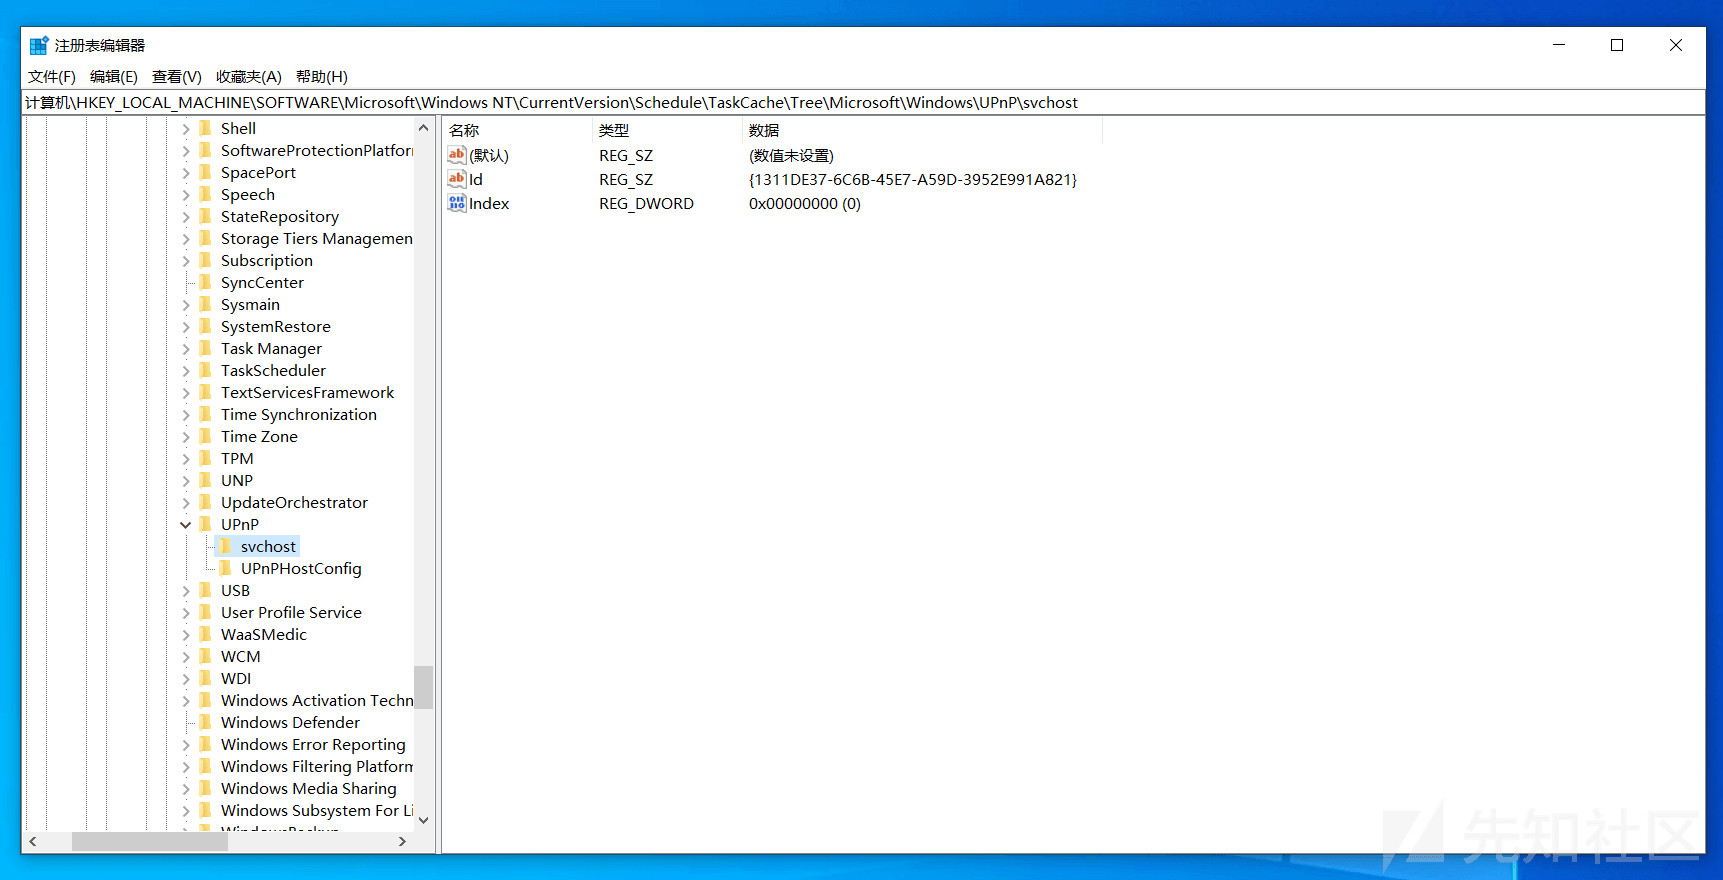 注册表编辑器
文件(F) 编辑(E) 查看(V) 收藏夹(A) 帮助(H)
计算机\HKEY_LOCAL_MACHINE\SOFTWARE\Microsoft\Windows NT\CurrentVersion\Schedule\TaskCache\Tree\Microsoft\Windows\UPnP\svchost
Shell
SoftwareProtectionPlatfor
SpacePort
Speech
StateRepository
Storage Tiers Managemen
Subscription
SyncCenter
Sysmain
SystemRestore
Task Manager
TaskScheduler
TextServicesFramework
Time Synchronization
Time Zone
TPM
UNP
UpdateOrchestrator
UPnP
svchost
UPnPHostConfig
USB
User Profile Service
WaaSMedic
WCM
WDI
Windows Activation Techn
Windows Defender
Windows Error Reporting
Windows Filtering Platform
Windows Media Sharing
Windows Subsystem For Li
WindowsBackup
名称 类型 数据
(默认) REG_SZ (数值未设置)
Id REG_SZ {1311DE37-6C6B-45E7-A59D-3952E991A821}
Index REG_DWORD 0x00000000 (0)
先知社区